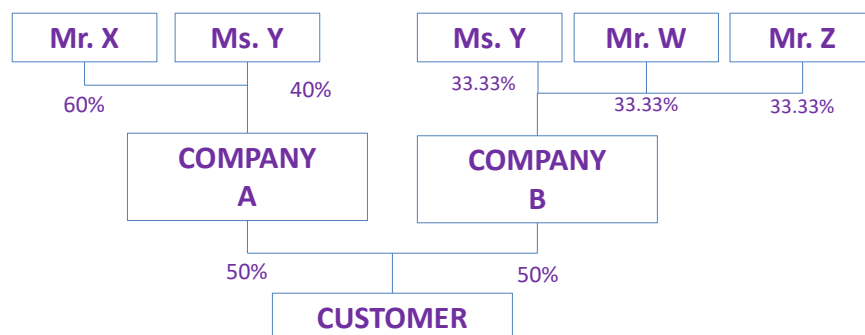 Mr. X
Ms. Y
Ms. Y
Mr. W
Mr. Z
60%
40%
33.33%
33.33%
33.33%
COMPANY
A
COMPANY
B
50%
50%
CUSTOMER